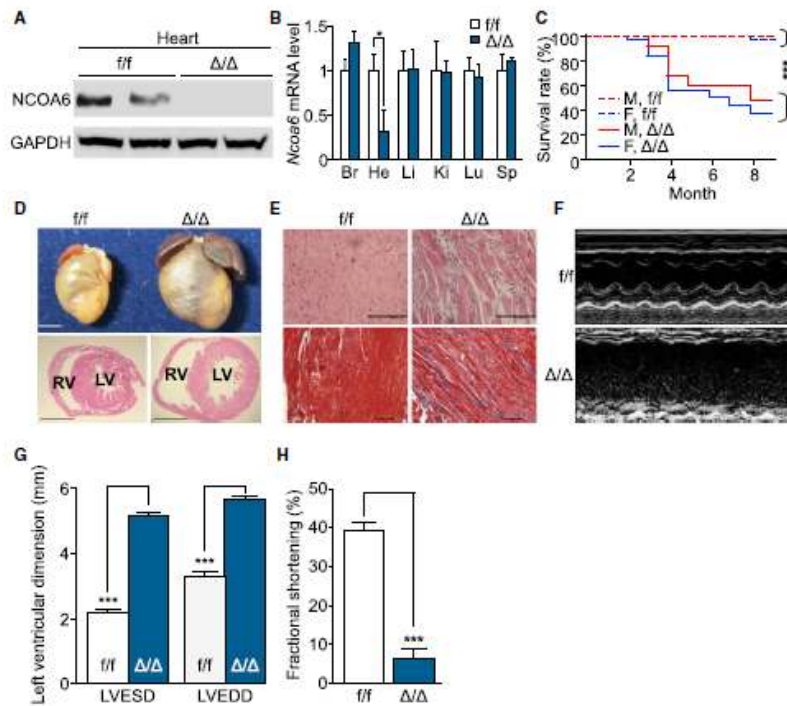 A
Heart
f/f Δ/Δ
NCOA6
GAPDH
B
Ncoa6 mRNA level
1.5
1
0.5
0
*
f/f
Δ/Δ
Br He Li Ki Lu Sp
C
Survival rate (%)
100
80
60
40
20
0
M, f/f
F, f/f
M, Δ/Δ
F, Δ/Δ
***
2 4 6 8
Month
D
f/f Δ/Δ
RV LV RV LV
E
f/f Δ/Δ
F
f/f
Δ/Δ
G
Left ventricular dimension (mm)
6
4
2
0
***
***
f/f Δ/Δ f/f Δ/Δ
LVESD LVEDD
H
Fractional shortening (%)
50
40
30
20
10
0
***
f/f Δ/Δ